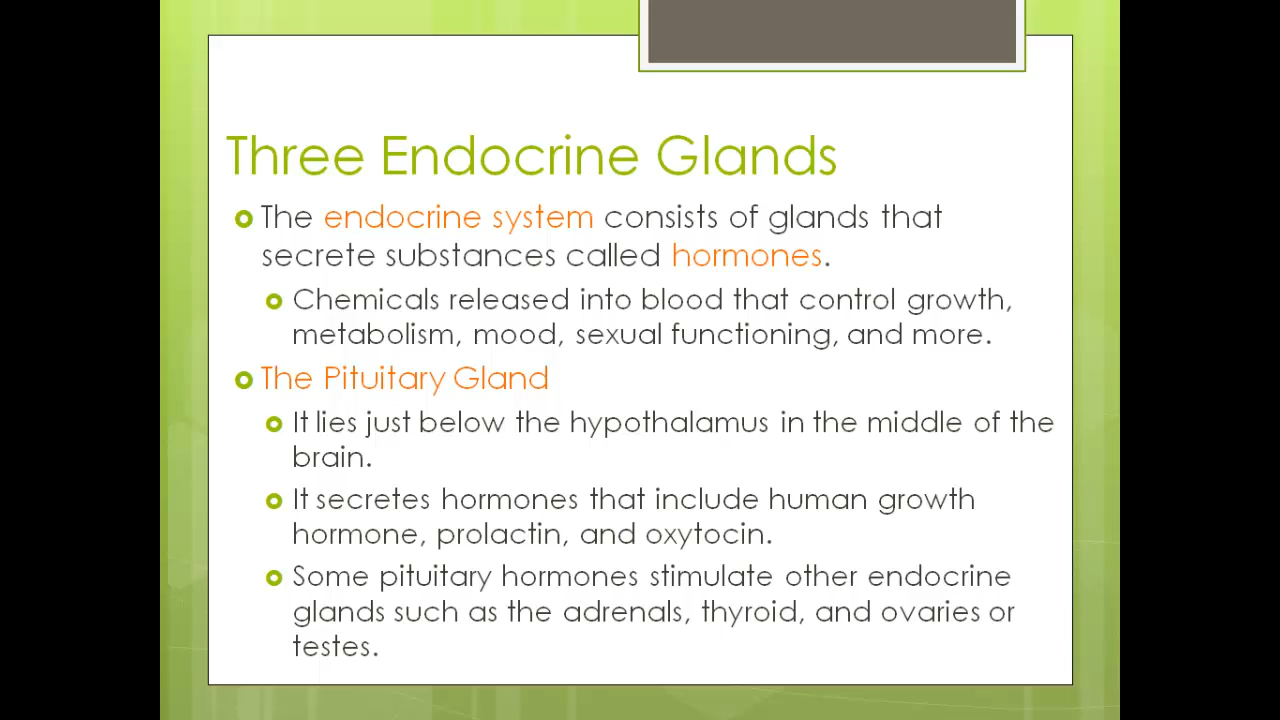 Three Endocrine Glands
The endocrine system consists of glands that
secrete substances called hormones.
Chemicals released into blood that control growth,
metabolism, mood, sexual functioning, and more.
The Pituitary Gland
It lies just below the hypothalamus in the middle of the
brain.
It secretes hormones that include human growth
hormone, prolactin, and oxytocin.
Some pituitary hormones stimulate other endocrine
glands such as the adrenals, thyroid, and ovaries or
testes.